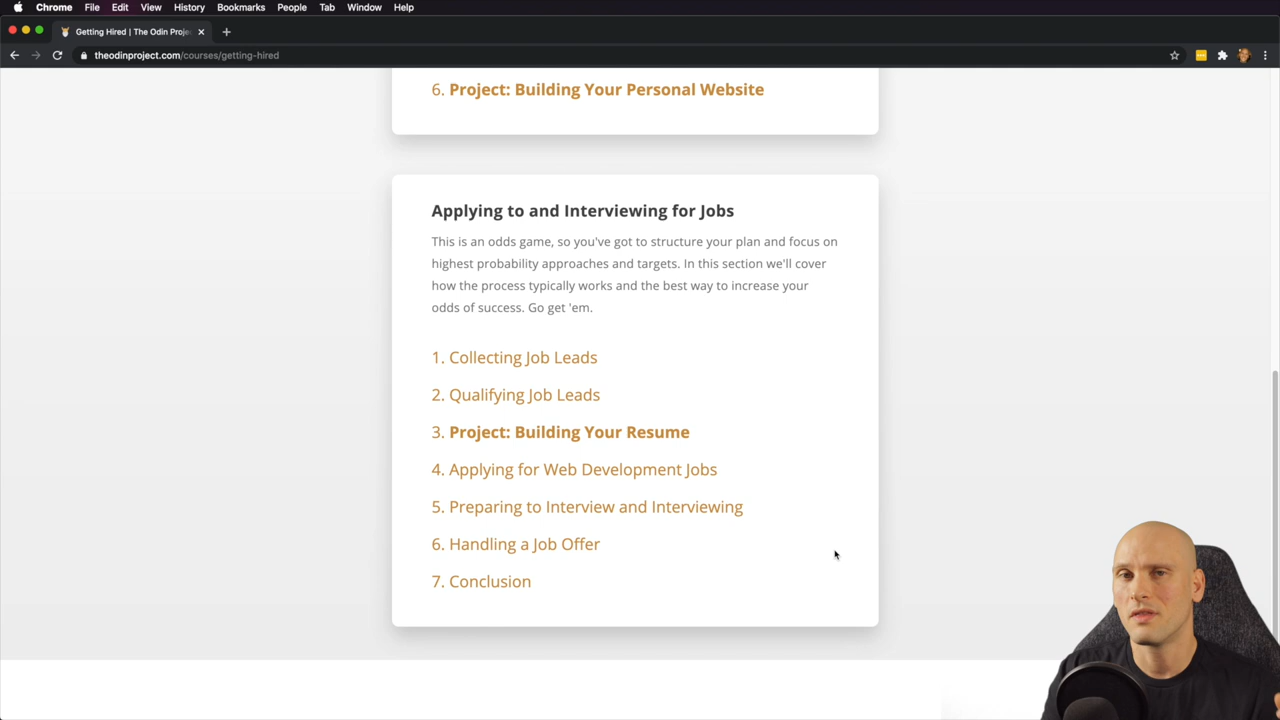 Chrome File Edit View History Bookmarks People Tab Window Help
Getting Hired | The Odin Proje
theodinproject.com/courses/getting-hired
6. Project: Building Your Personal Website
Applying to and Interviewing for Jobs
This is an odds game, so you've got to structure your plan and focus on
highest probability approaches and targets. In this section we'll cover
how the process typically works and the best way to increase your
odds of success. Go get 'em.
1. Collecting Job Leads
2. Qualifying Job Leads
3. Project: Building Your Resume
4. Applying for Web Development Jobs
5. Preparing to Interview and Interviewing
6. Handling a Job Offer
7. Conclusion